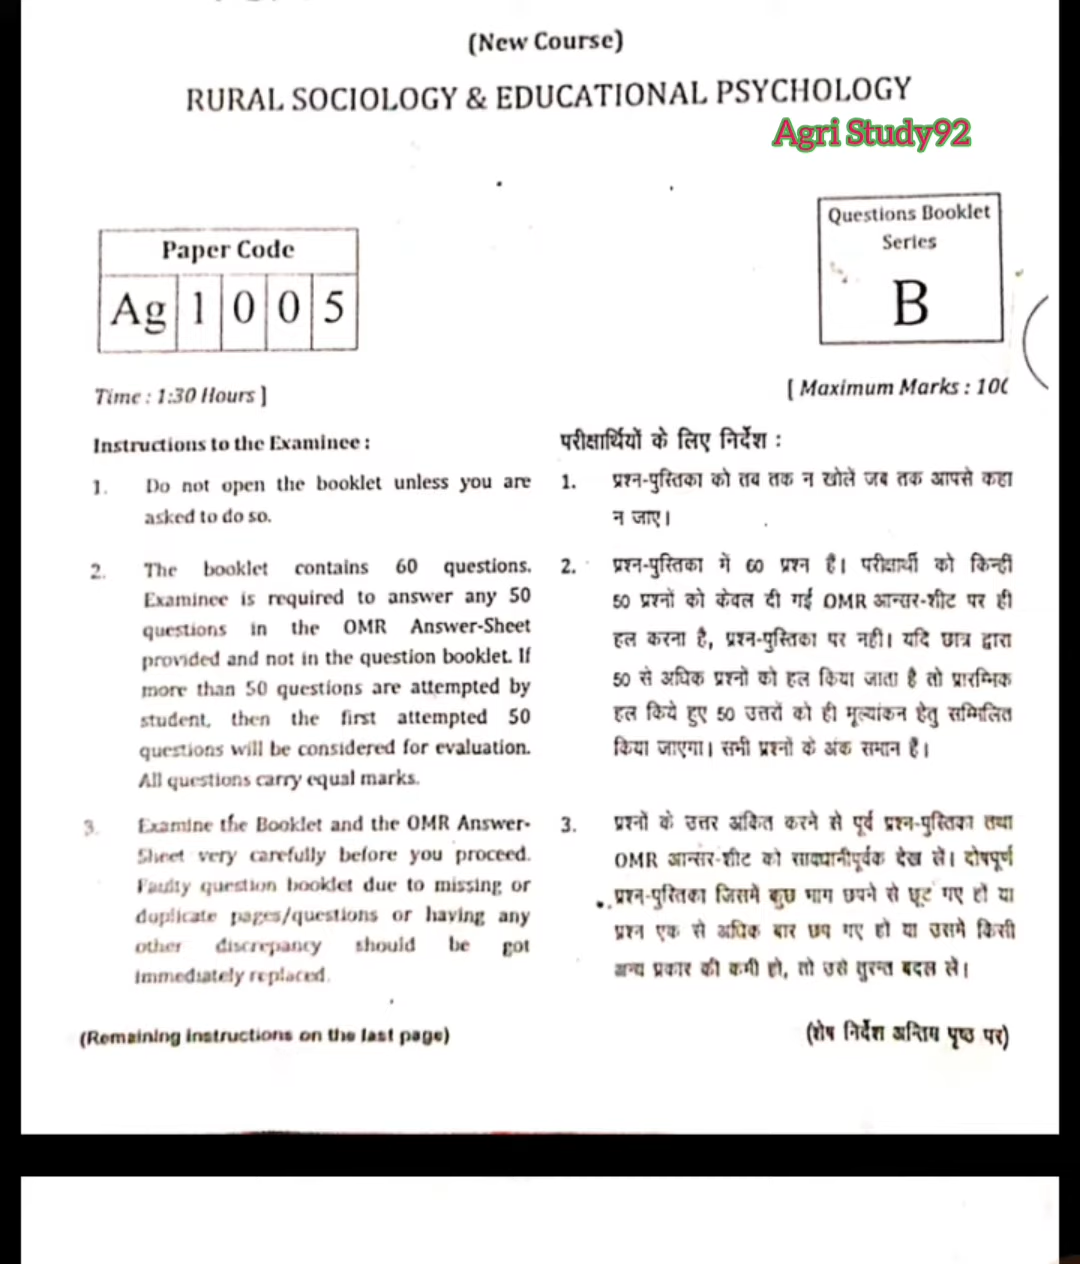 (New Course)
RURAL SOCIOLOGY & EDUCATIONAL PSYCHOLOGY
Agri Study92
Questions Booklet
Series
B
Paper Code
Ag 1 0 0 5
Time : 1:30 Hours ]
[ Maximum Marks : 100
Instructions to the Examinee :
1. Do not open the booklet unless you are
asked to do so.
2. The booklet contains 60 questions.
Examinee is required to answer any 50
questions in the OMR Answer-Sheet
provided and not in the question booklet. If
more than 50 questions are attempted by
student, then the first attempted 50
questions will be considered for evaluation.
All questions carry equal marks.
3. Examine the Booklet and the OMR Answer-
Sheet very carefully before you proceed.
Faulty question booklet due to missing or
duplicate pages/questions or having any
other discrepancy should be got
immediately replaced.
(Remaining instructions on the last page)
परीक्षार्थियों के लिए निर्देश :
1. प्रश्न-पुस्तिका को तब तक न खोले जब तक आपसे कहा
न जाए।
2. प्रश्न-पुस्तिका में 60 प्रश्न हैं। परीक्षार्थी को किन्हीं
50 प्रश्नों को केवल दी गई OMR आन्सर-शीट पर ही
हल करना है, प्रश्न-पुस्तिका पर नही। यदि छात्र द्वारा
50 से अधिक प्रश्नों को हल किया जाता है तो प्रारम्भिक
हल किये हुए 50 उत्तरों को ही मूल्यांकन हेतु सम्मिलित
किया जाएगा। सभी प्रश्नों के अंक समान हैं।
3. प्रश्नों के उत्तर अंकित करने से पूर्व प्रश्न-पुस्तिका तथा
OMR आन्सर-शीट को सावधानीपूर्वक देख लें। दोषपूर्ण
प्रश्न-पुस्तिका जिसमें कुछ भाग छपने से छूट गए हों या
प्रश्न एक से अधिक बार छप गए हो या उसमे किसी
अन्य प्रकार की कमी हो, तो उसे तुरन्त बदल लें।
(शेष निर्देश अन्तिम पृष्ठ पर)